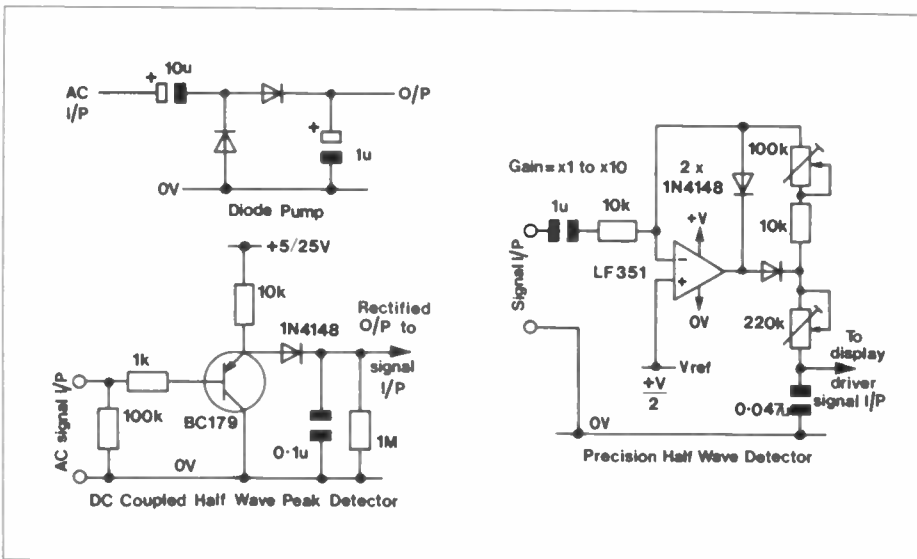 10u
+
AC
I/P
O/P
+
1u
0V
Diode Pump
+5/25V
10k
1N4148
Rectified
O/P to
signal
I/P
1k
AC signal I/P
100k
BC179
0·1u
1M
0V
DC Coupled Half Wave Peak Detector
Gain=x1 to x10
2 x
1N4148
100k
1u
10k
+V
10k
Signal I/P
LF351
−
+
0V
220k
To
display
driver
signal I/P
Vref
+V
2
0·047u
0V
Precision Half Wave Detector